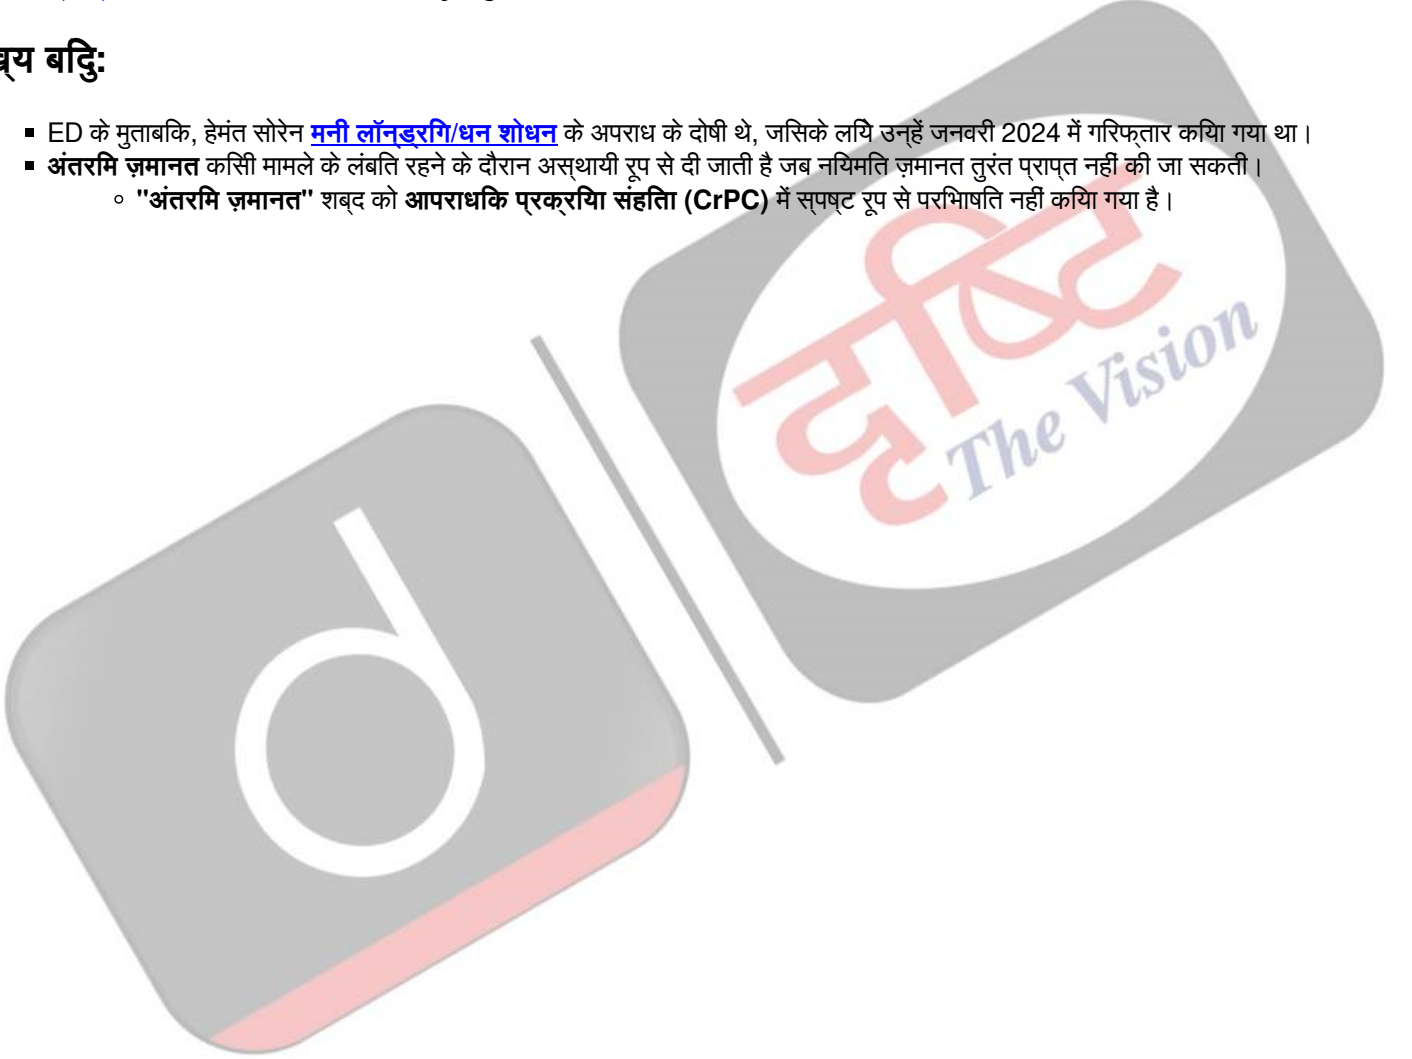 ख्य बिंदु:
ED के मुताबिक, हेमंत सोरेन मनी लॉन्ड्रिंग/धन शोधन के अपराध के दोषी थे, जिसके लिये उन्हें जनवरी 2024 में गिरफ्तार किया गया था।
अंतरिम ज़मानत किसी मामले के लंबित रहने के दौरान अस्थायी रूप से दी जाती है जब नियमित ज़मानत तुरंत प्राप्त नहीं की जा सकती।
"अंतरिम ज़मानत" शब्द को आपराधिक प्रक्रिया संहिता (CrPC) में स्पष्ट रूप से परिभाषित नहीं किया गया है।
दृष्टि
The Vision
d